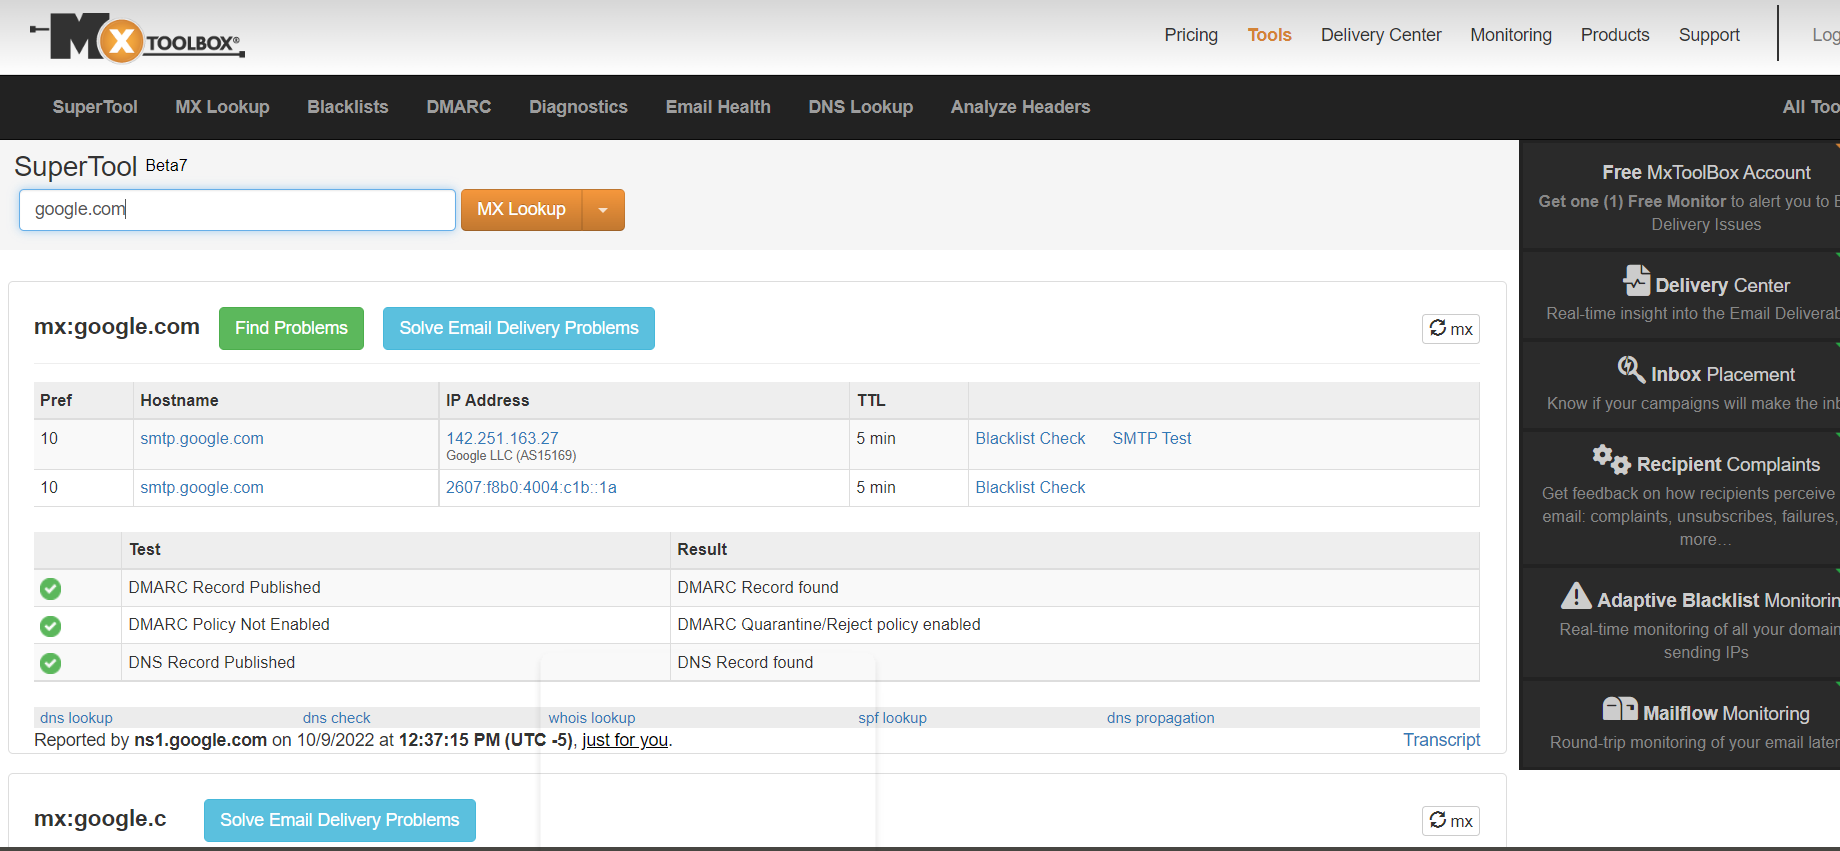 MX TOOLBOX®
Pricing Tools Delivery Center Monitoring Products Support Log
SuperTool MX Lookup Blacklists DMARC Diagnostics Email Health DNS Lookup Analyze Headers All Too
SuperTool Beta7
google.com MX Lookup
Free MxToolBox Account
Get one (1) Free Monitor to alert you to E
Delivery Issues
Delivery Center
Real-time insight into the Email Deliverab
Inbox Placement
Know if your campaigns will make the inb
Recipient Complaints
Get feedback on how recipients perceive
email: complaints, unsubscribes, failures,
more...
Adaptive Blacklist Monitorin
Real-time monitoring of all your domain
sending IPs
Mailflow Monitoring
Round-trip monitoring of your email laten
mx:google.com Find Problems Solve Email Delivery Problems mx
Pref Hostname IP Address TTL
10 smtp.google.com 142.251.163.27 5 min Blacklist Check SMTP Test
Google LLC (AS15169)
10 smtp.google.com 2607:f8b0:4004:c1b::1a 5 min Blacklist Check
Test Result
DMARC Record Published DMARC Record found
DMARC Policy Not Enabled DMARC Quarantine/Reject policy enabled
DNS Record Published DNS Record found
dns lookup dns check whois lookup spf lookup dns propagation
Reported by ns1.google.com on 10/9/2022 at 12:37:15 PM (UTC -5), just for you. Transcript
mx:google.c Solve Email Delivery Problems mx